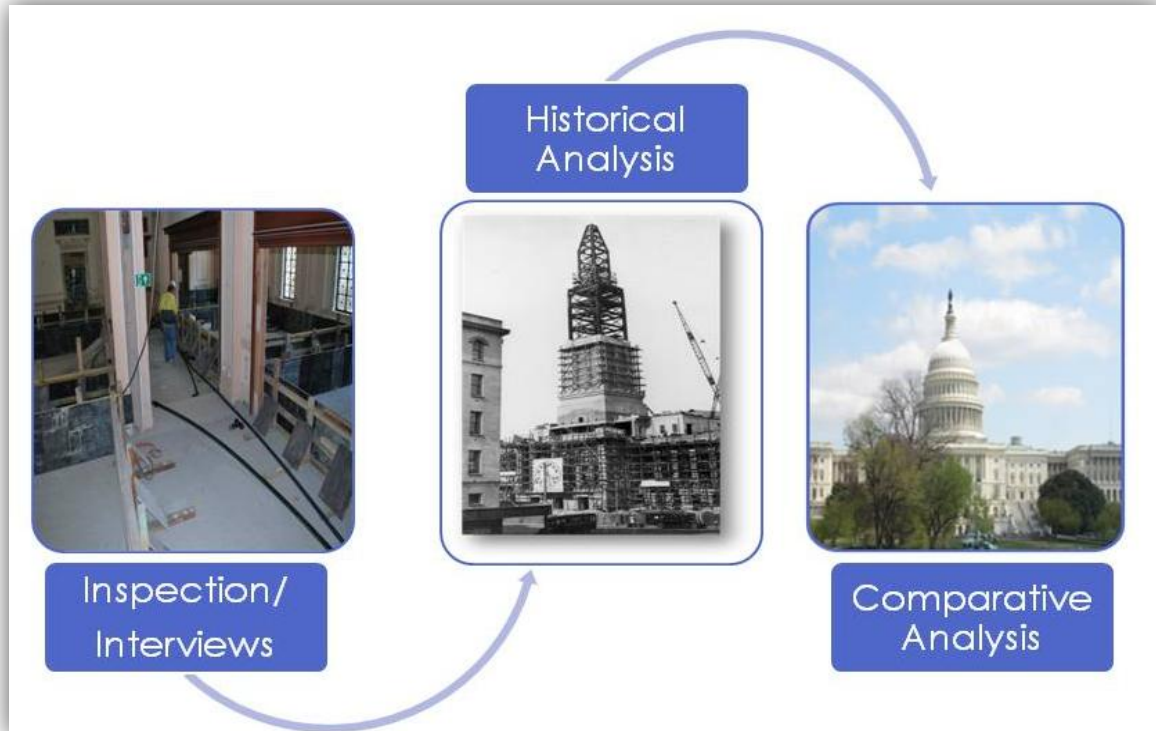 Inspection/
Interviews
Historical
Analysis
Comparative
Analysis